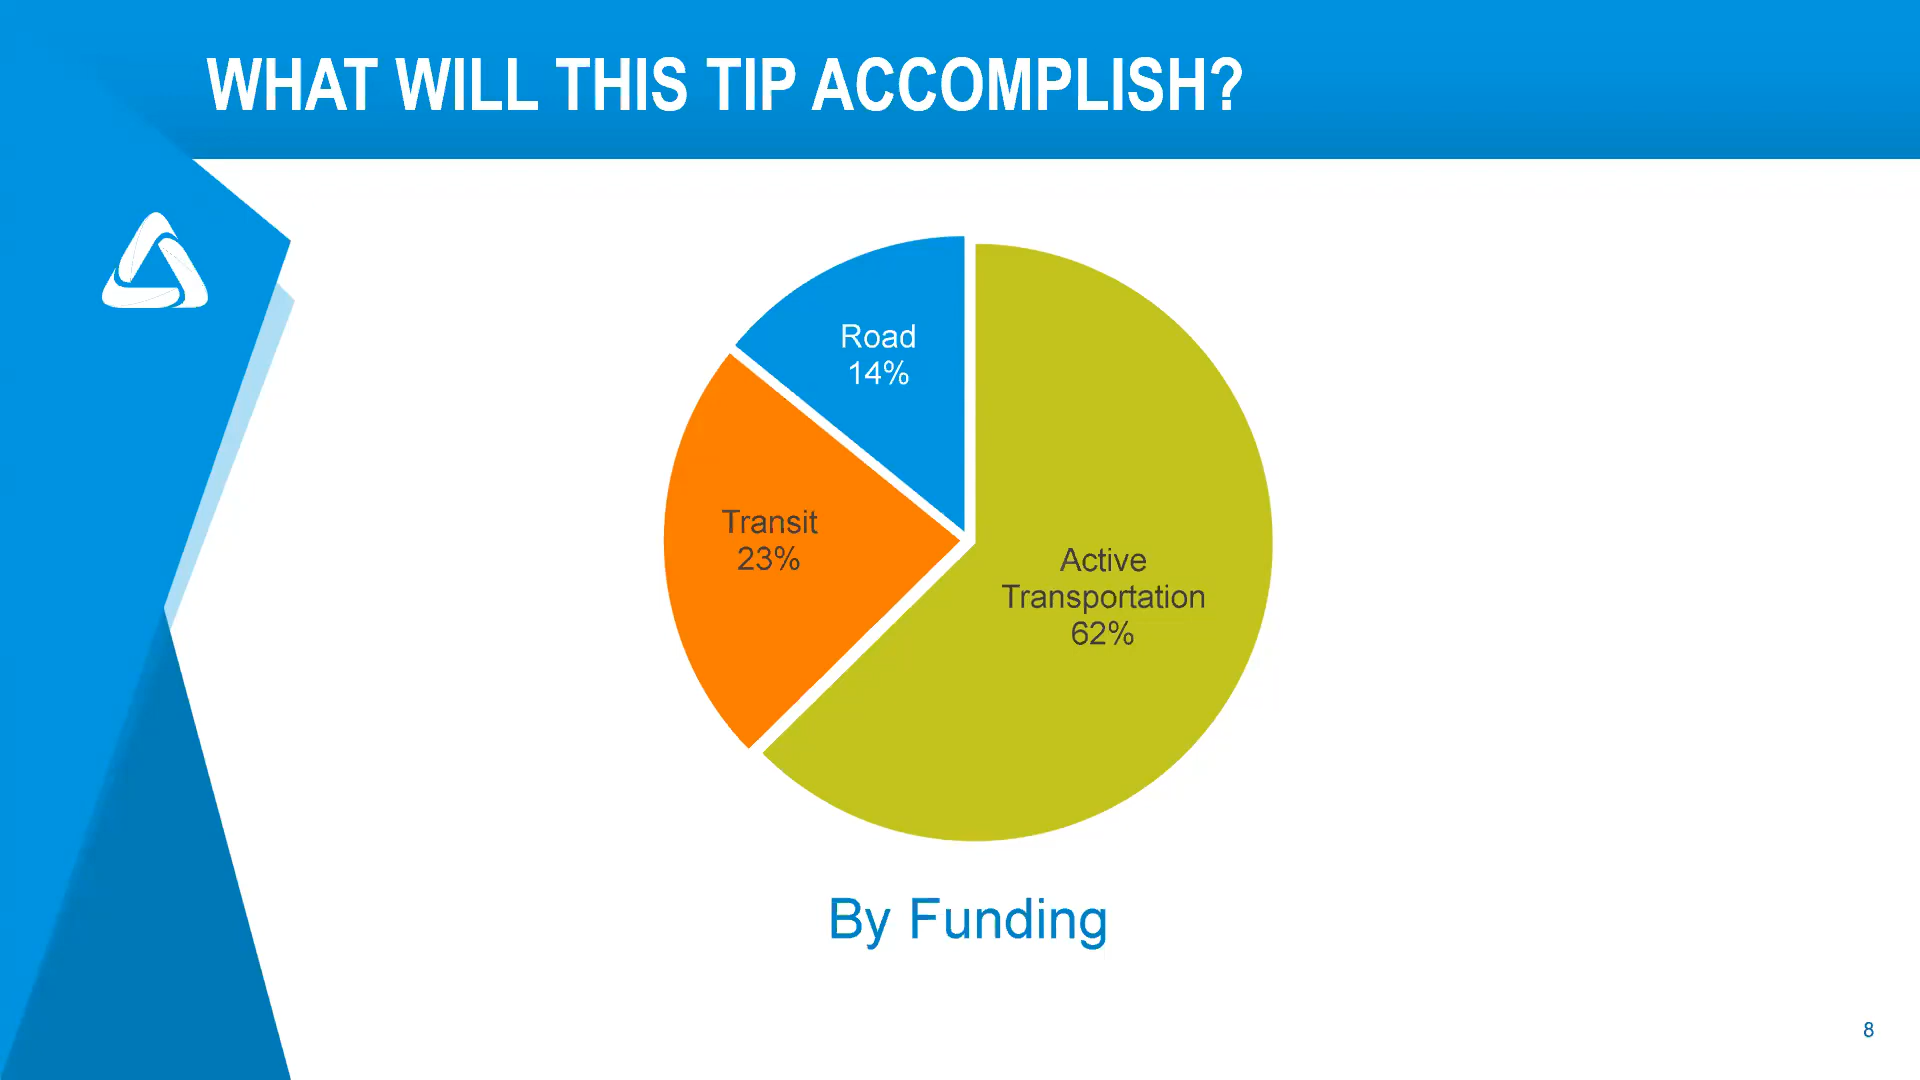 WHAT WILL THIS TIP ACCOMPLISH?
Road
14%
Transit
23%
Active
Transportation
62%
By Funding
8